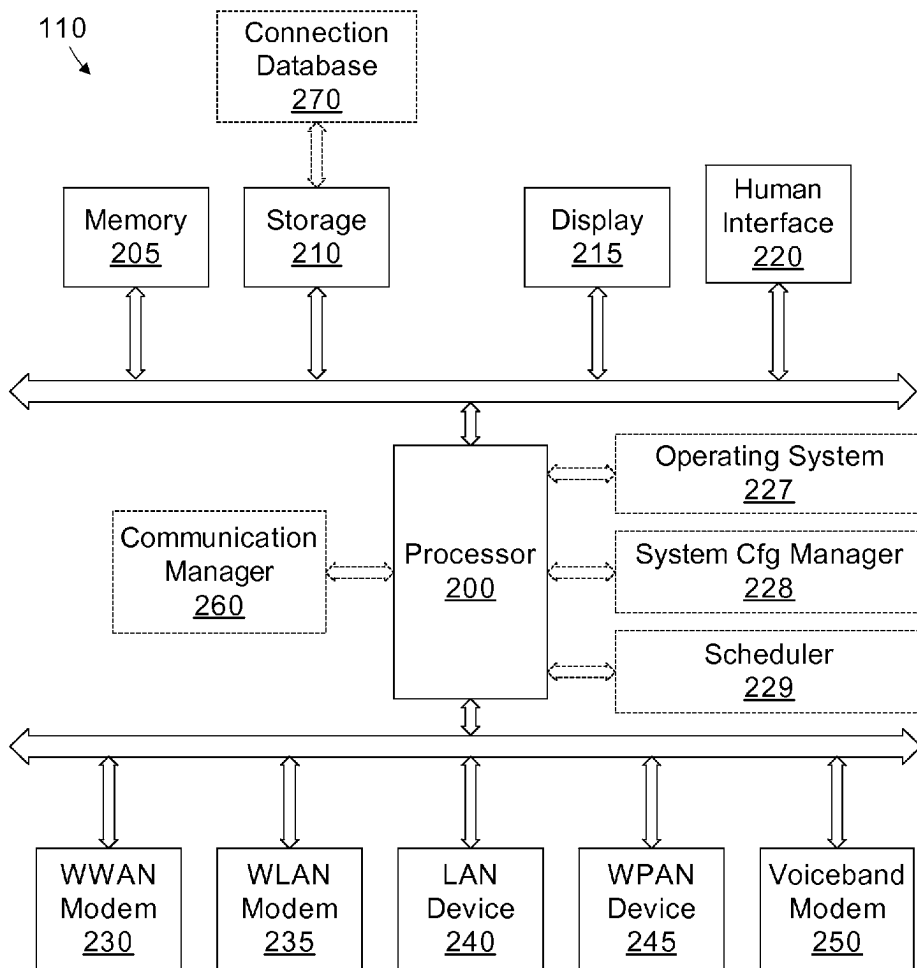 110
Connection
Database
270
Memory
205
Storage
210
Display
215
Human
Interface
220
Communication
Manager
260
Processor
200
Operating System
227
System Cfg Manager
228
Scheduler
229
WWAN
Modem
230
WLAN
Modem
235
LAN
Device
240
WPAN
Device
245
Voiceband
Modem
250